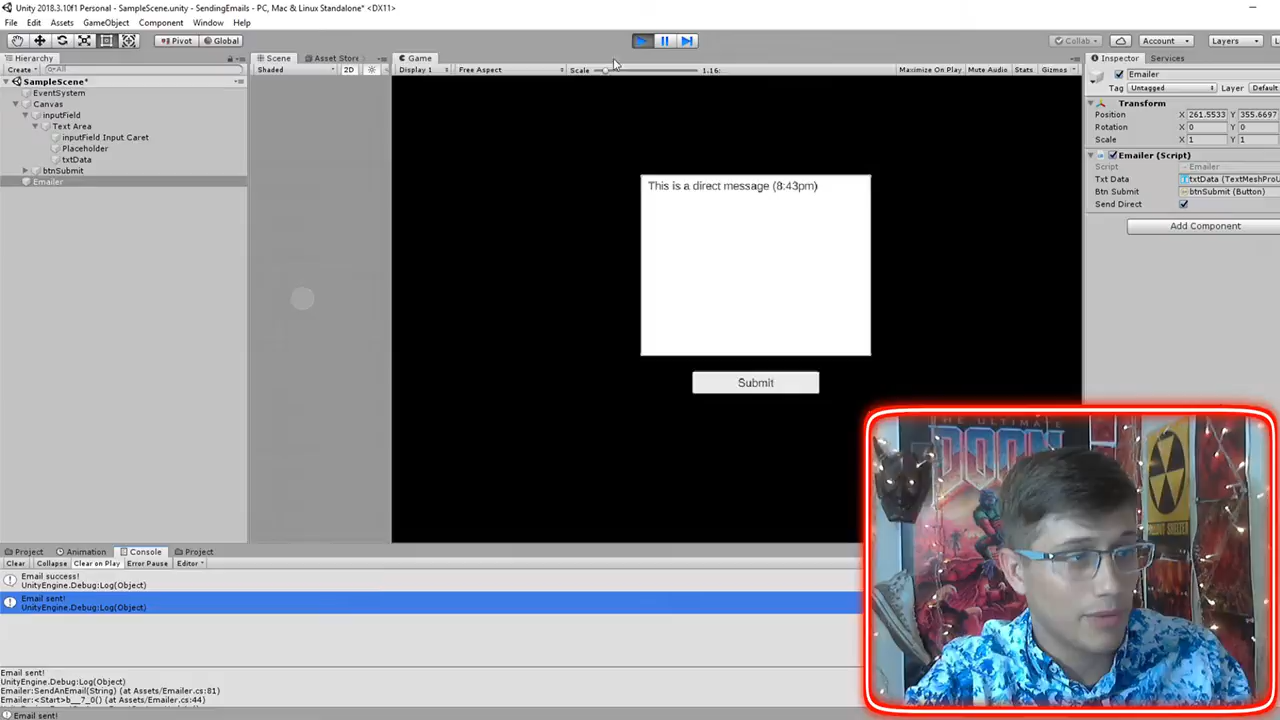 Unity 2018.3.10f1 Personal - SampleScene.unity - SendingEmails - PC, Mac & Linux Standalone* <DX11>
File Edit Assets GameObject Component Window Help
Pivot Global
Collab Account Layers
Hierarchy
Create All
SampleScene*
EventSystem
Canvas
inputField
Text Area
inputField Input Caret
Placeholder
txtData
btnSubmit
Emailer
Scene Asset Store
Shaded 2D
Game
Display 1 Free Aspect Scale 1.16: Maximize On Play Mute Audio Stats Gizmos
This is a direct message (8:43pm)
Submit
Inspector Services
Emailer
Tag Untagged Layer Default
Transform
Position X 261.5533 Y 355.6697
Rotation X 0 Y 0
Scale X 1 Y 1
Emailer (Script)
Script Emailer
Txt Data txtData (TextMeshProU
Btn Submit btnSubmit (Button)
Send Direct
Add Component
THE ULTIMATE
DOOM
Project Animation Console Project
Clear Collapse Clear on Play Error Pause Editor
Email success!
UnityEngine.Debug:Log(Object)
Email sent!
UnityEngine.Debug:Log(Object)
Email sent!
UnityEngine.Debug:Log(Object)
Emailer:SendAnEmail(String) (at Assets/Emailer.cs:81)
Emailer:<Start>b__7_0() (at Assets/Emailer.cs:44)
Email sent!